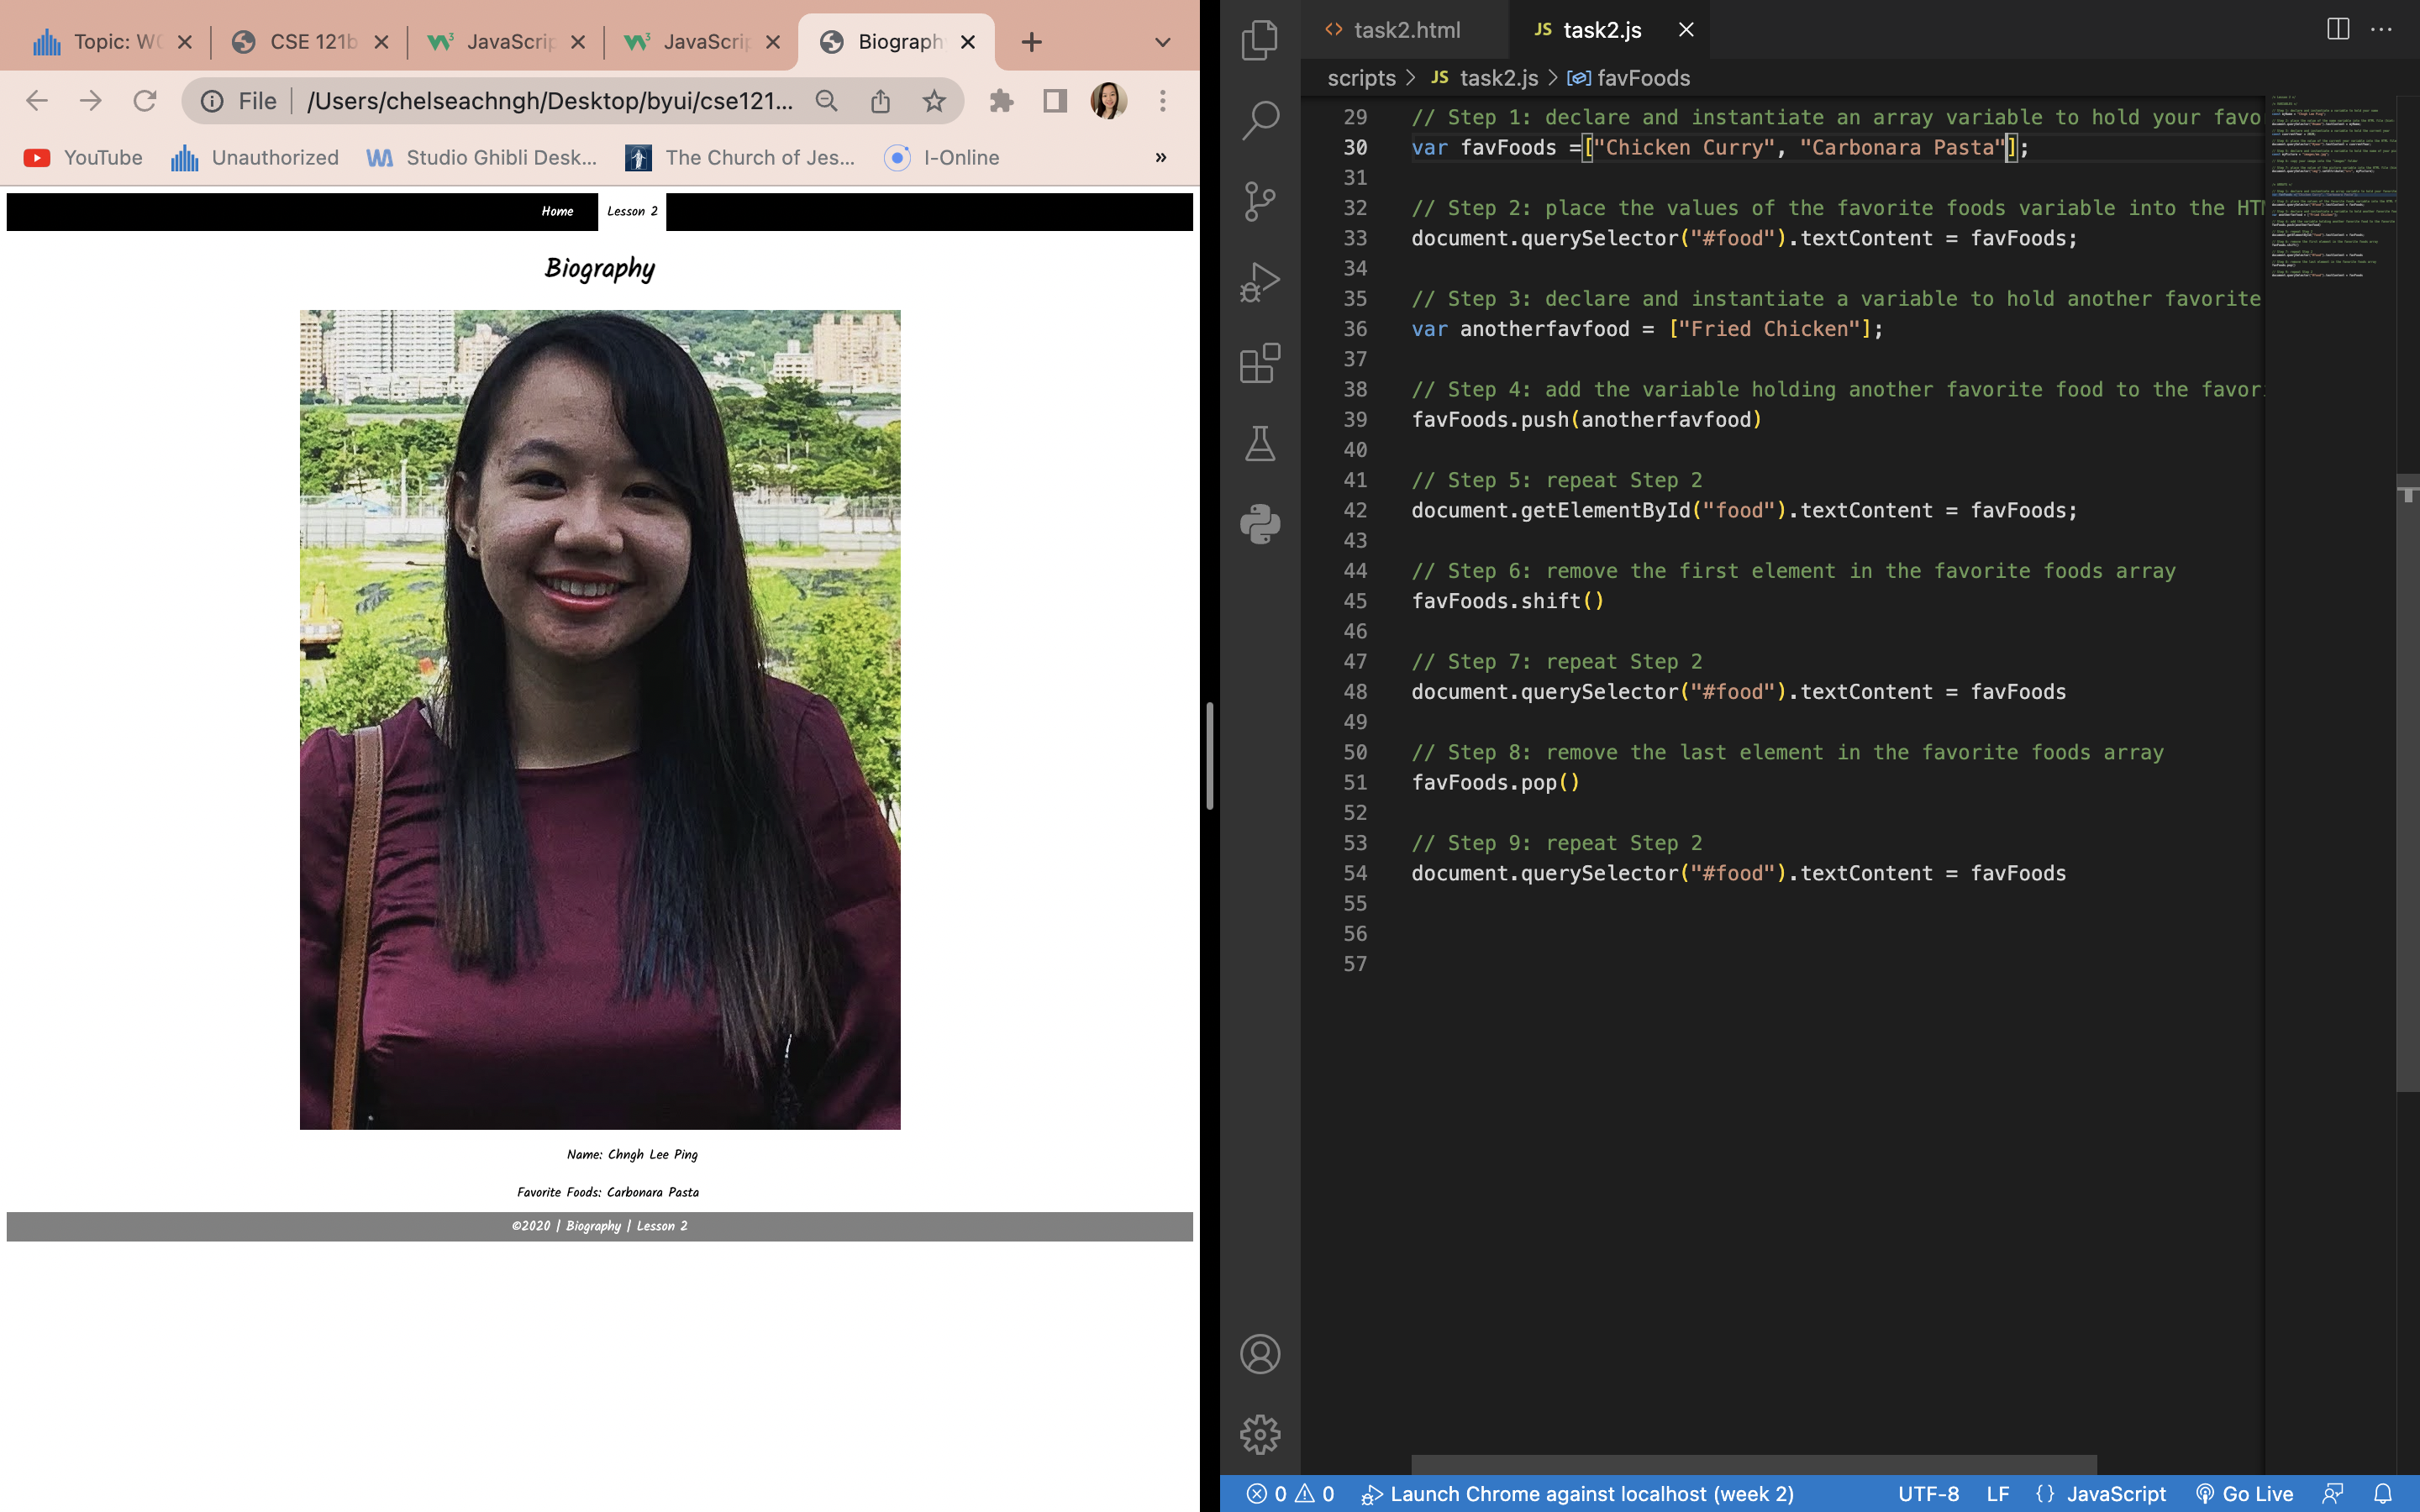 Topic: WC
CSE 121b
JavaScrip
JavaScrip
Biograph
File
/Users/chelseachngh/Desktop/byui/cse121...
YouTube
Unauthorized
Studio Ghibli Desk...
The Church of Jes...
I-Online
»
Home
Lesson 2
Biography
Name: Chngh Lee Ping
Favorite Foods: Carbonara Pasta
©2020 | Biography | Lesson 2
<> task2.html
JS task2.js
scripts > JS task2.js > favFoods
29 // Step 1: declare and instantiate an array variable to hold your favo
30 var favFoods =["Chicken Curry", "Carbonara Pasta"];
31
32 // Step 2: place the values of the favorite foods variable into the HTM
33 document.querySelector("#food").textContent = favFoods;
34
35 // Step 3: declare and instantiate a variable to hold another favorite
36 var anotherfavfood = ["Fried Chicken"];
37
38 // Step 4: add the variable holding another favorite food to the favor
39 favFoods.push(anotherfavfood)
40
41 // Step 5: repeat Step 2
42 document.getElementById("food").textContent = favFoods;
43
44 // Step 6: remove the first element in the favorite foods array
45 favFoods.shift()
46
47 // Step 7: repeat Step 2
48 document.querySelector("#food").textContent = favFoods
49
50 // Step 8: remove the last element in the favorite foods array
51 favFoods.pop()
52
53 // Step 9: repeat Step 2
54 document.querySelector("#food").textContent = favFoods
55
56
57
0 0 Launch Chrome against localhost (week 2) UTF-8 LF {} JavaScript Go Live